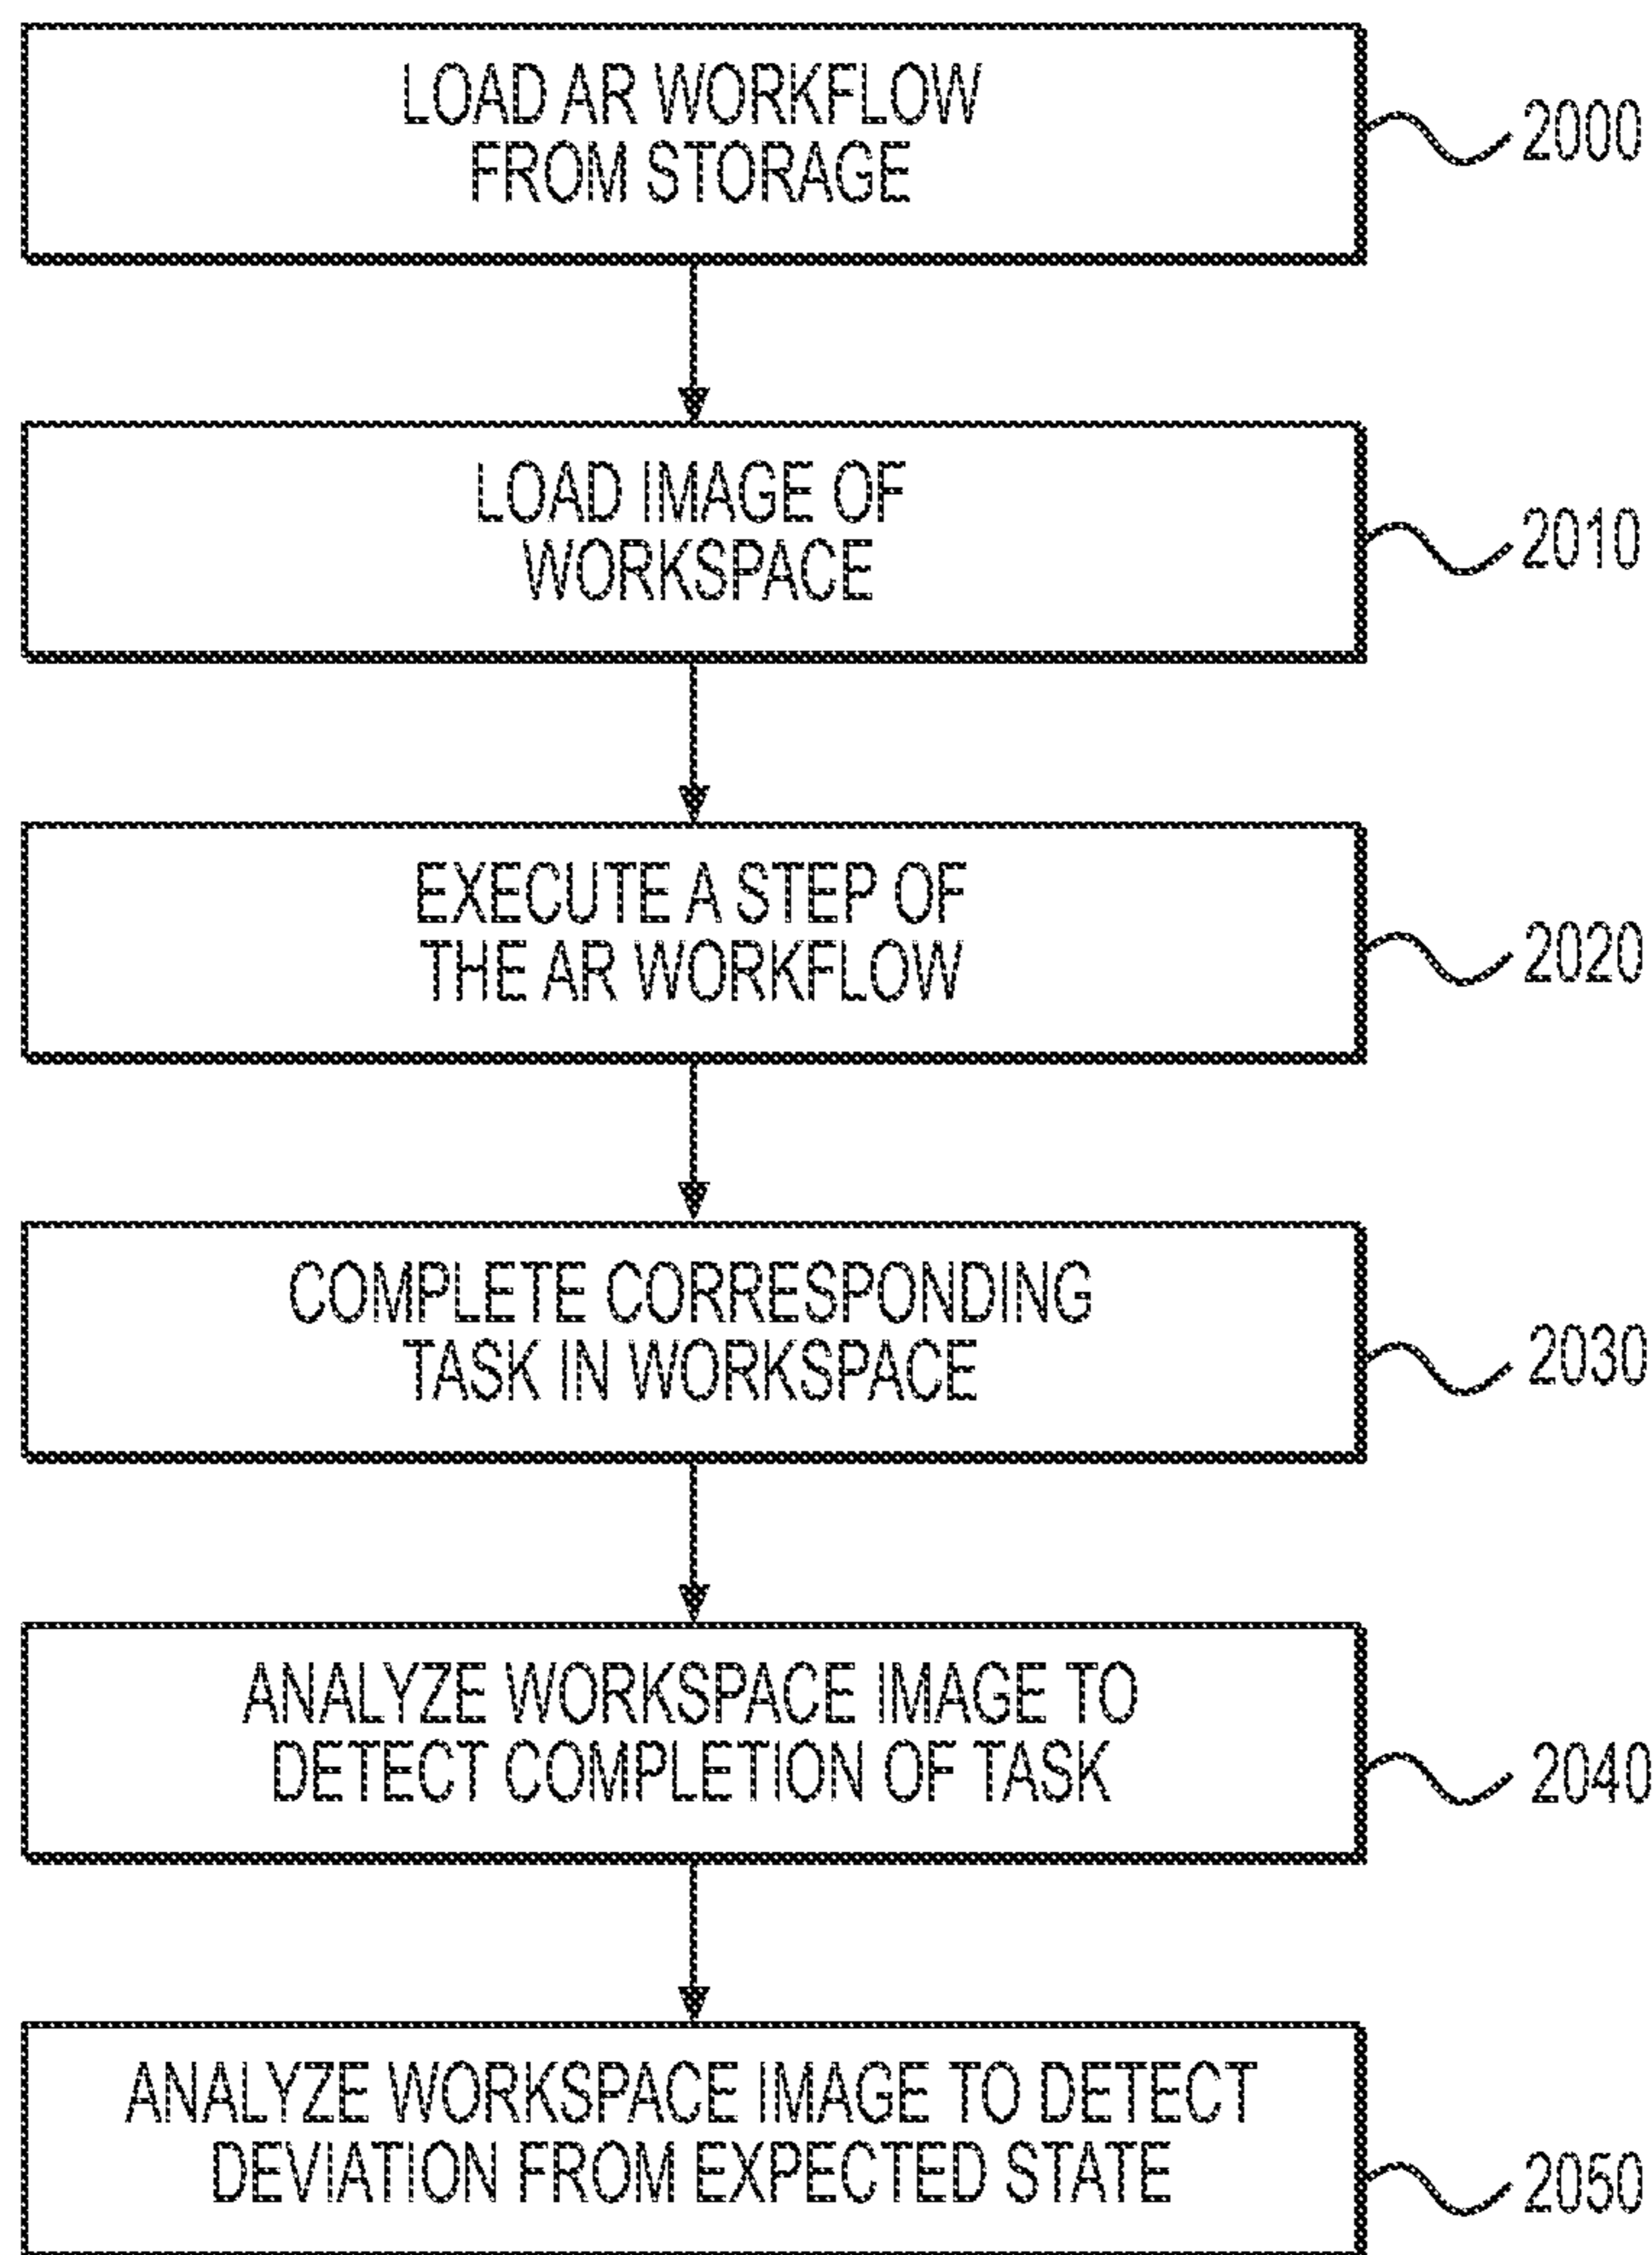 LOAD AR WORKFLOW
FROM STORAGE
2000
LOAD IMAGE OF
WORKSPACE
2010
EXECUTE A STEP OF
THE AR WORKFLOW
2020
COMPLETE CORRESPONDING
TASK IN WORKSPACE
2030
ANALYZE WORKSPACE IMAGE TO
DETECT COMPLETION OF TASK
2040
ANALYZE WORKSPACE IMAGE TO DETECT
DEVIATION FROM EXPECTED STATE
2050